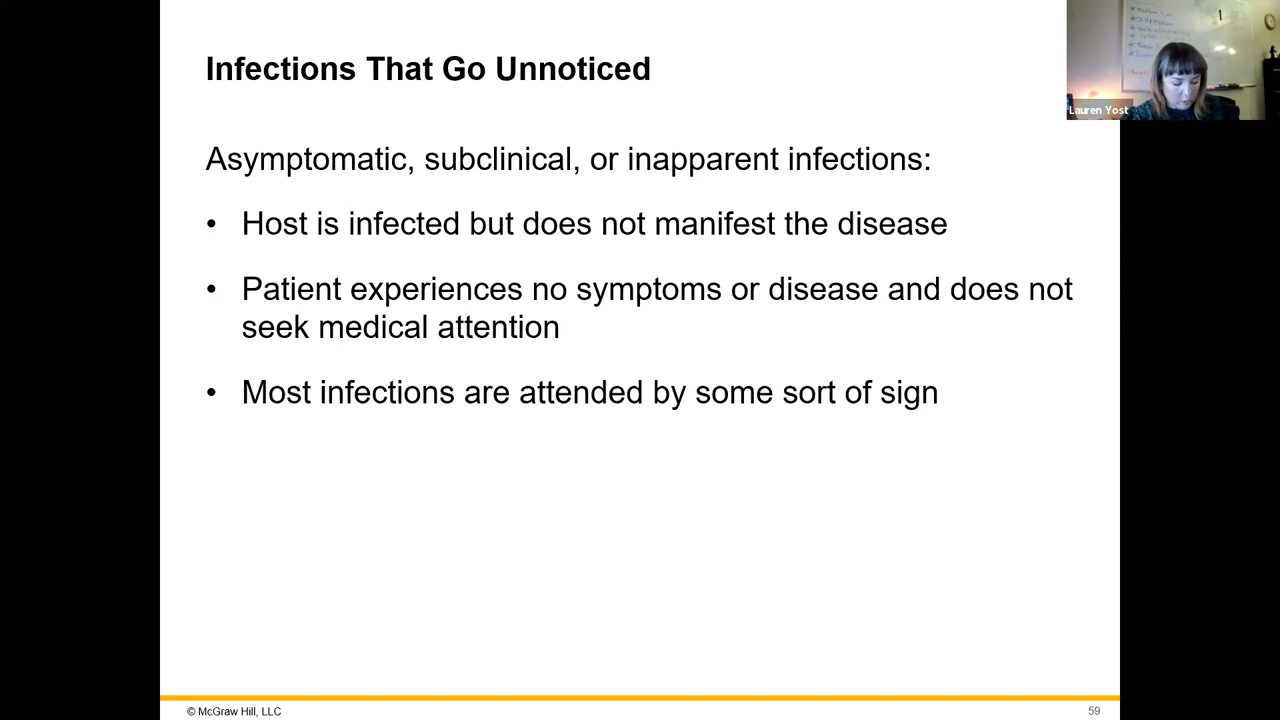 Infections That Go Unnoticed
Lauren Yost
Asymptomatic, subclinical, or inapparent infections:
• Host is infected but does not manifest the disease
• Patient experiences no symptoms or disease and does not
seek medical attention
• Most infections are attended by some sort of sign
© McGraw Hill, LLC
59